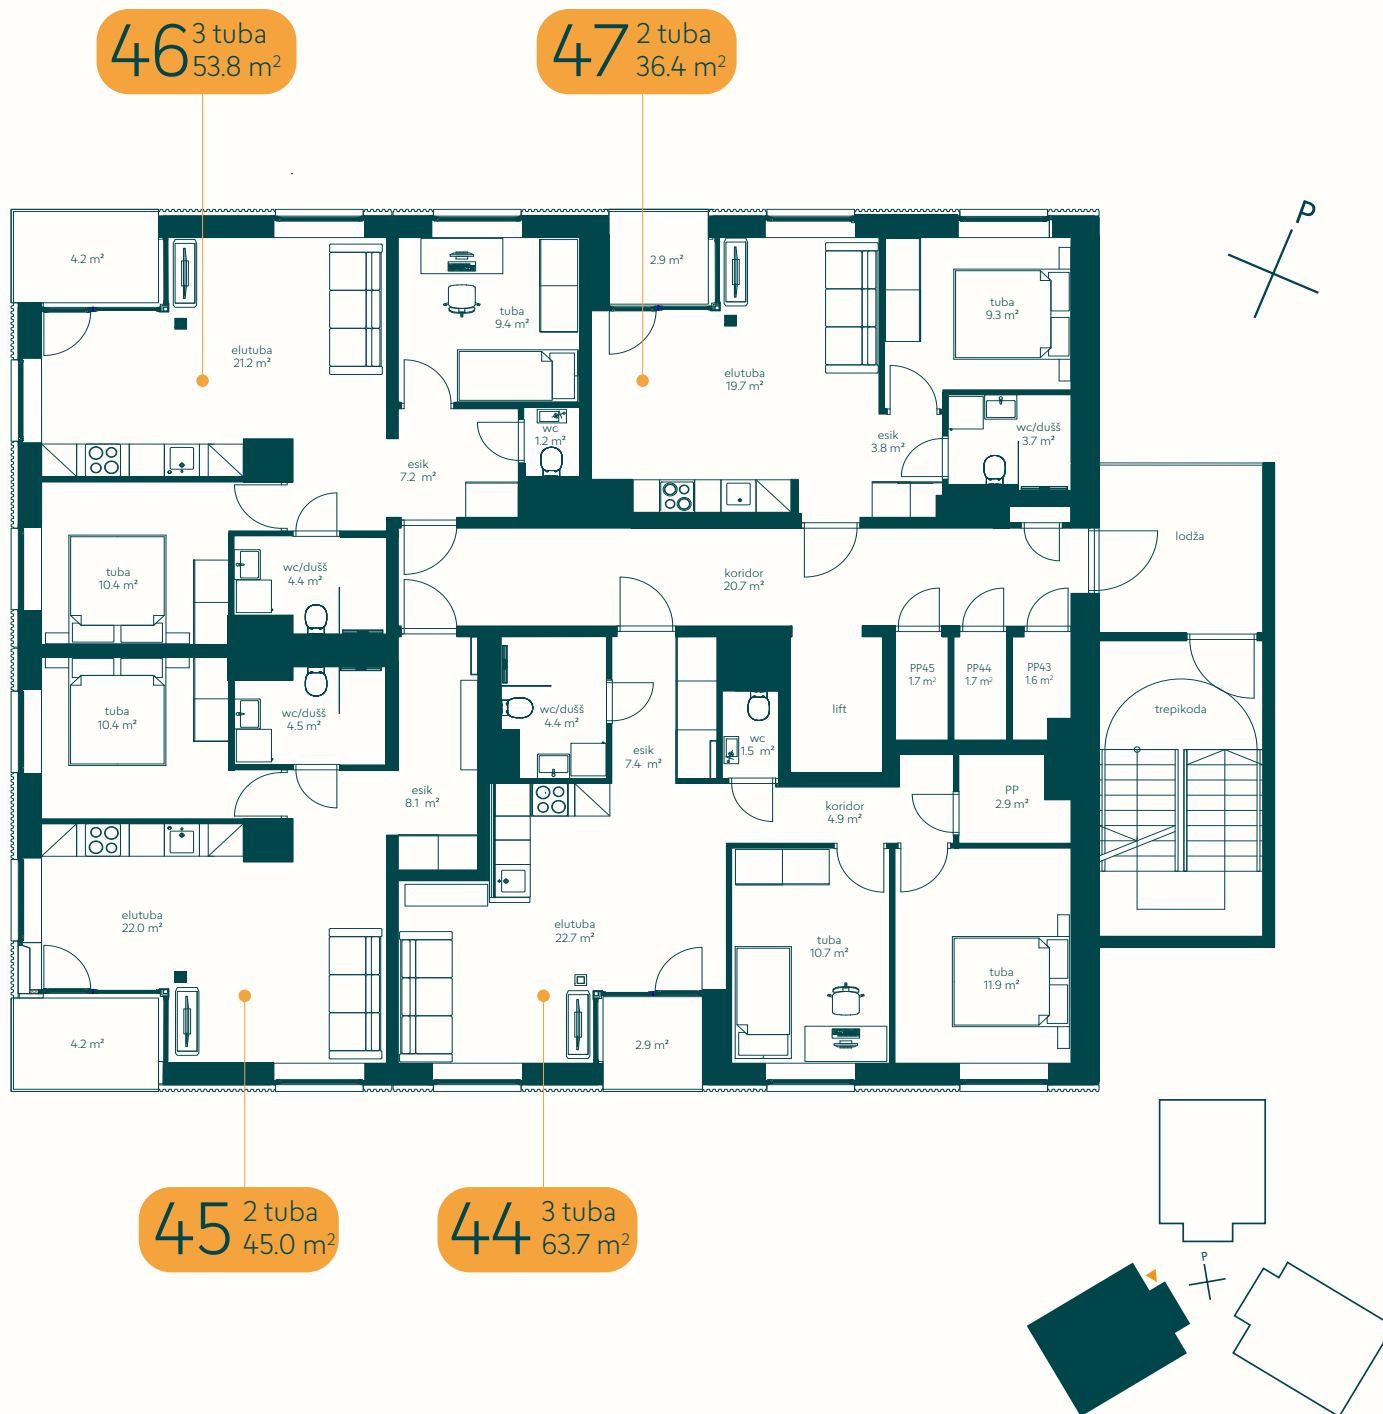 46 3 tuba
53.8 m²
47 2 tuba
36.4 m²
P
4.2 m²
tuba
9.4 m²
2.9 m²
tuba
9.3 m²
elutuba
21.2 m²
elutuba
19.7 m²
wc
1.2 m²
esik
7.2 m²
esik
3.8 m²
wc/dušš
3.7 m²
lodža
tuba
10.4 m²
wc/dušš
4.4 m²
koridor
20.7 m²
PP45
1.7 m²
PP44
1.7 m²
PP43
1.6 m²
tuba
10.4 m²
wc/dušš
4.5 m²
wc/dušš
4.4 m²
lift
trepikoda
esik
7.4 m²
wc
1.5 m²
esik
8.1 m²
koridor
4.9 m²
PP
2.9 m²
elutuba
22.0 m²
elutuba
22.7 m²
tuba
10.7 m²
tuba
11.9 m²
4.2 m²
2.9 m²
45 2 tuba
45.0 m²
44 3 tuba
63.7 m²
P